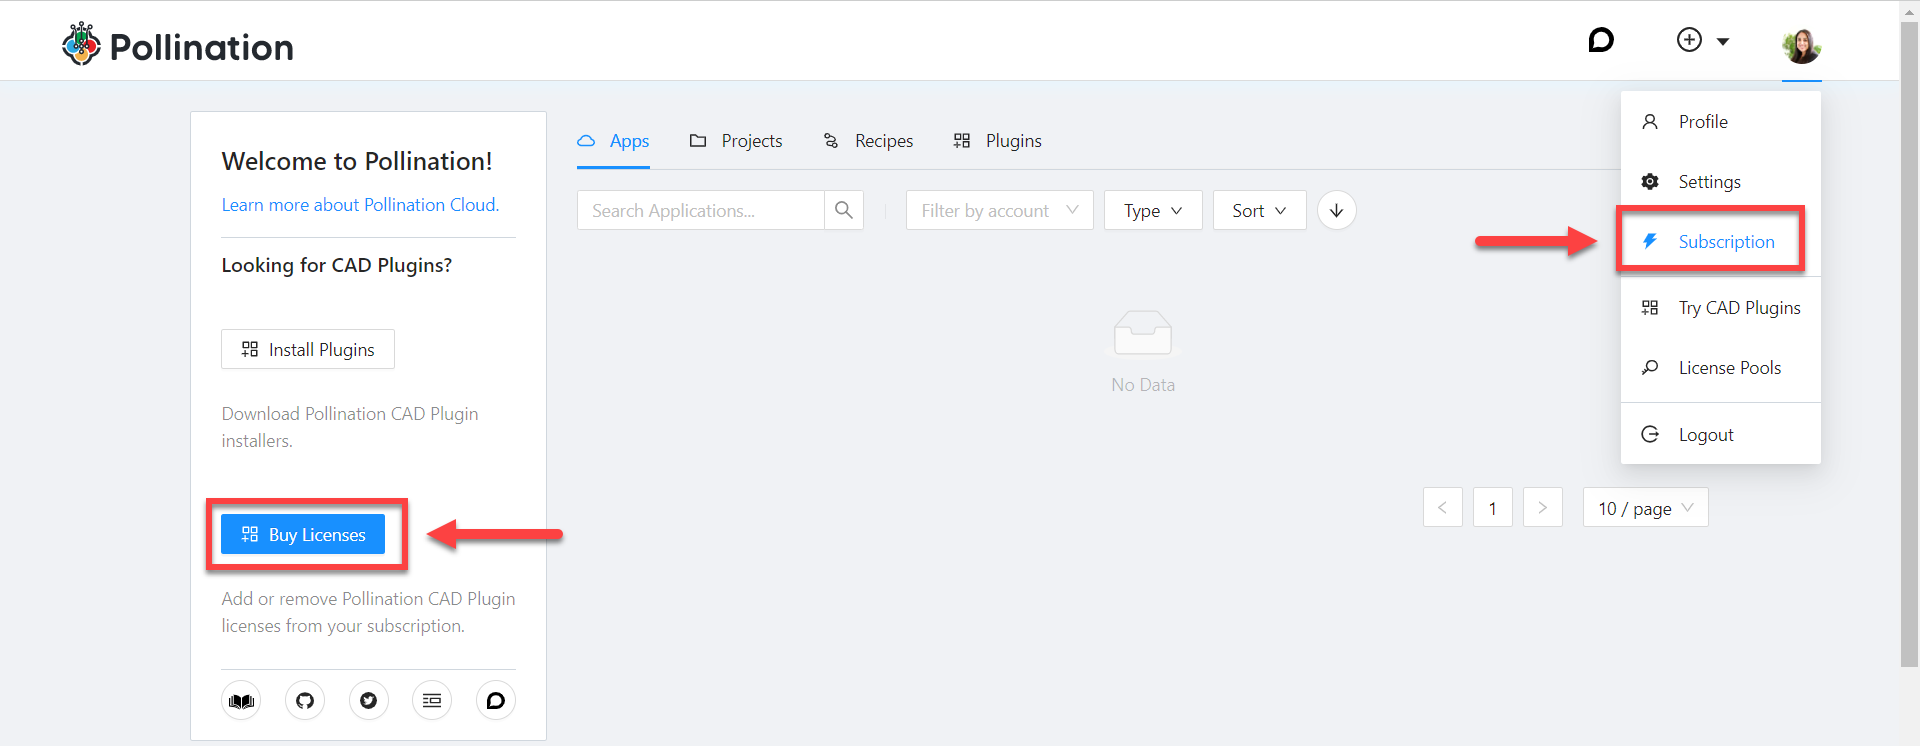 Pollination
Welcome to Pollination!
Learn more about Pollination Cloud.
Looking for CAD Plugins?
Install Plugins
Download Pollination CAD Plugin
installers.
Buy Licenses
Add or remove Pollination CAD Plugin
licenses from your subscription.
Apps Projects Recipes Plugins
Search Applications... Filter by account Type Sort
No Data
1 10 / page
Profile
Settings
Subscription
Try CAD Plugins
License Pools
Logout